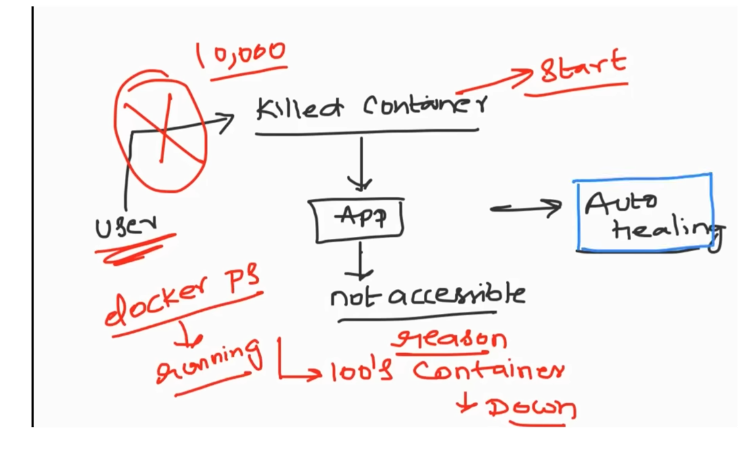 10,000
Killed Container
Start
User
App
Auto
Healing
not accessible
docker PS
running
reason
100's Container
Down